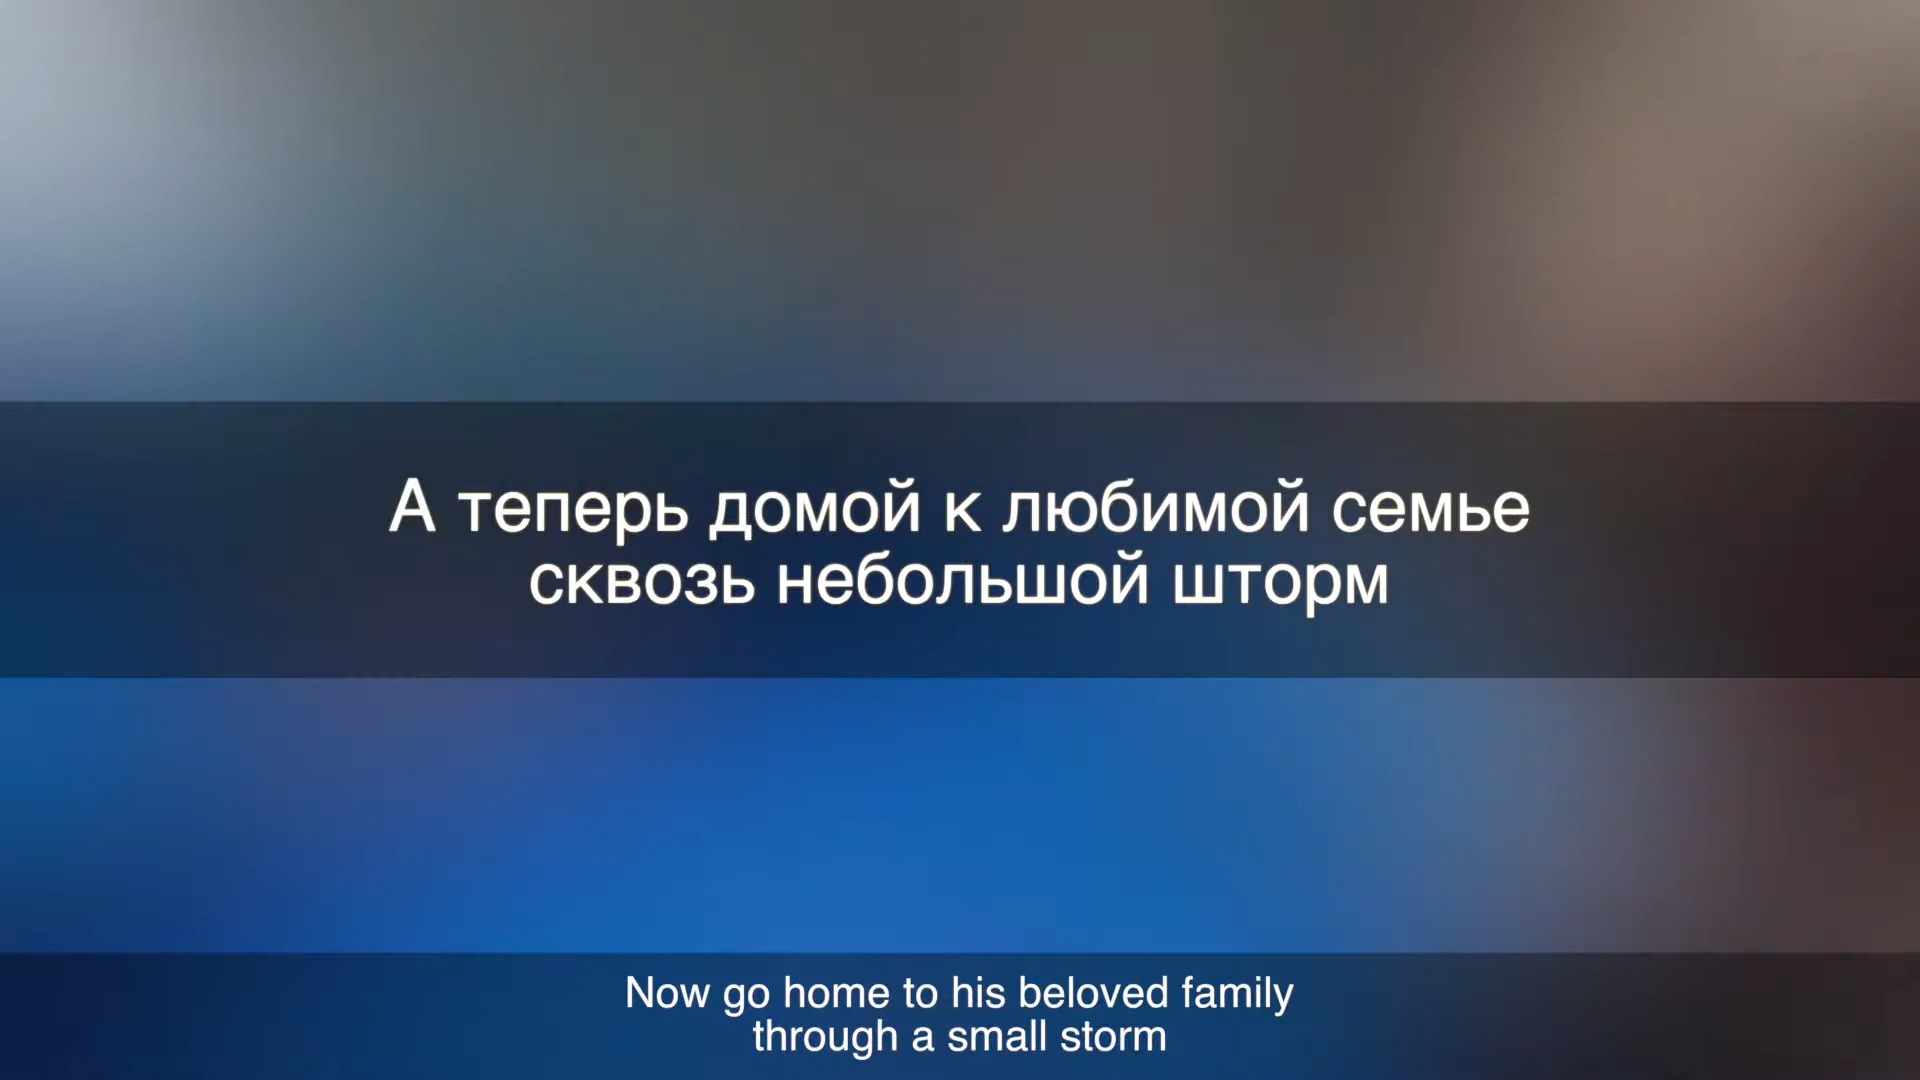 А теперь домой к любимой семье
сквозь небольшой шторм
Now go home to his beloved family
through a small storm